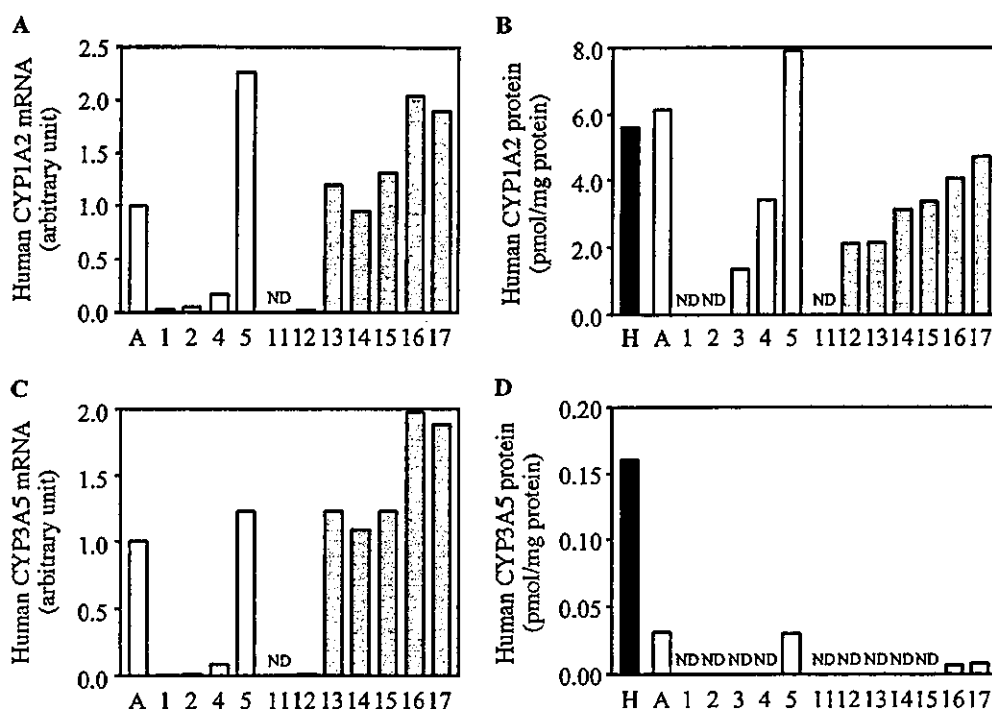 A
Human CYP1A2 mRNA
(arbitrary unit)
2.5
2.0
1.5
1.0
0.5
0.0
ND
A 1 2 4 5 11 12 13 14 15 16 17
B
Human CYP1A2 protein
(pmol/mg protein)
8.0
6.0
4.0
2.0
0.0
ND ND ND
H A 1 2 3 4 5 11 12 13 14 15 16 17
C
Human CYP3A5 mRNA
(arbitrary unit)
2.0
1.5
1.0
0.5
0.0
ND
A 1 2 4 5 11 12 13 14 15 16 17
D
Human CYP3A5 protein
(pmol/mg protein)
0.20
0.15
0.10
0.05
0.00
ND ND ND ND ND ND ND ND ND
H A 1 2 3 4 5 11 12 13 14 15 16 17